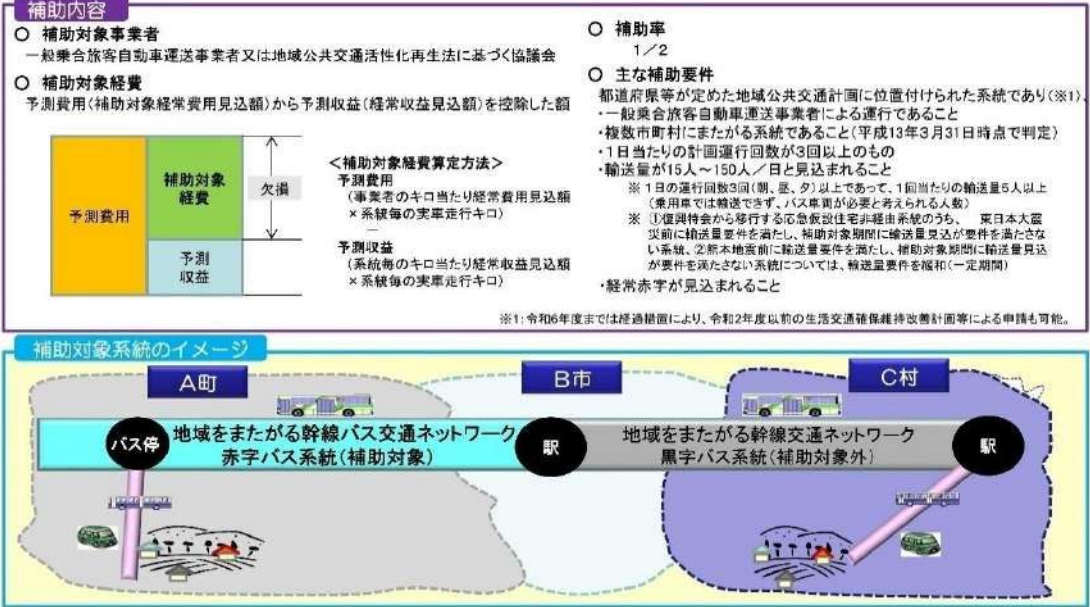 補助内容
○ 補助対象事業者
一般乗合旅客自動車運送事業者又は地域公共交通活性化再生法に基づく協議会
○ 補助対象経費
予測費用(補助対象経常費用見込額)から予測収益(経常収益見込額)を控除した額
予測費用
補助対象
経費
予測
収益
欠損
<補助対象経費算定方法>
予測費用
(事業者のキロ当たり経常費用見込額
×系統毎の実車走行キロ)
―
予測収益
(系統毎のキロ当たり経常収益見込額
×系統毎の実車走行キロ)
○ 補助率
1/2
○ 主な補助要件
都道府県等が定めた地域公共交通計画に位置付けられた系統であり(※1)、
・一般乗合旅客自動車運送事業者による運行であること
・複数市町村にまたがる系統であること(平成13年3月31日時点で判定)
・1日当たりの計画運行回数が3回以上のもの
・輸送量が15人~150人/日と見込まれること
※ 1日の運行回数3回(朝、昼、夕)以上であって、1回当たりの輸送量5人以上
(乗用車では輸送できず、バス車両が必要と考えられる人数)
※ ①復興特会から移行する応急仮設住宅非経由系統のうち、 東日本大震
災前に輸送量要件を満たし、補助対象期間に輸送量見込が要件を満たさな
い系統、②熊本地震前に輸送量要件を満たし、補助対象期間に輸送量見込
が要件を満たさない系統については、輸送量要件を緩和(一定期間)
・経常赤字が見込まれること
※1:令和6年度までは経過措置により、令和2年度以前の生活交通確保維持改善計画等による申請も可能。
補助対象系統のイメージ
A町
B市
C村
バス停
地域をまたがる幹線バス交通ネットワーク
赤字バス系統(補助対象)
駅
地域をまたがる幹線交通ネットワーク
黒字バス系統(補助対象外)
駅